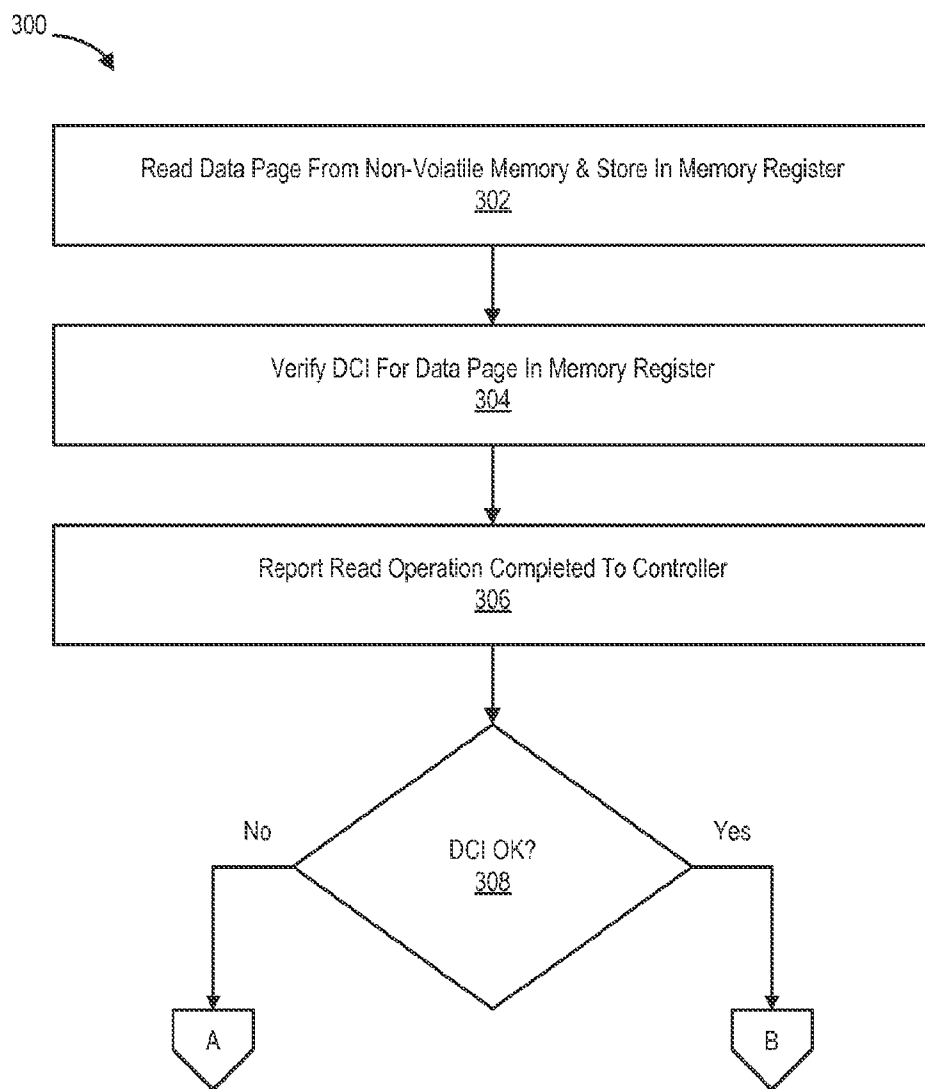 300
Read Data Page From Non-Volatile Memory & Store In Memory Register
302
Verify DCI For Data Page In Memory Register
304
Report Read Operation Completed To Controller
306
No
Yes
DCI OK?
308
A
B